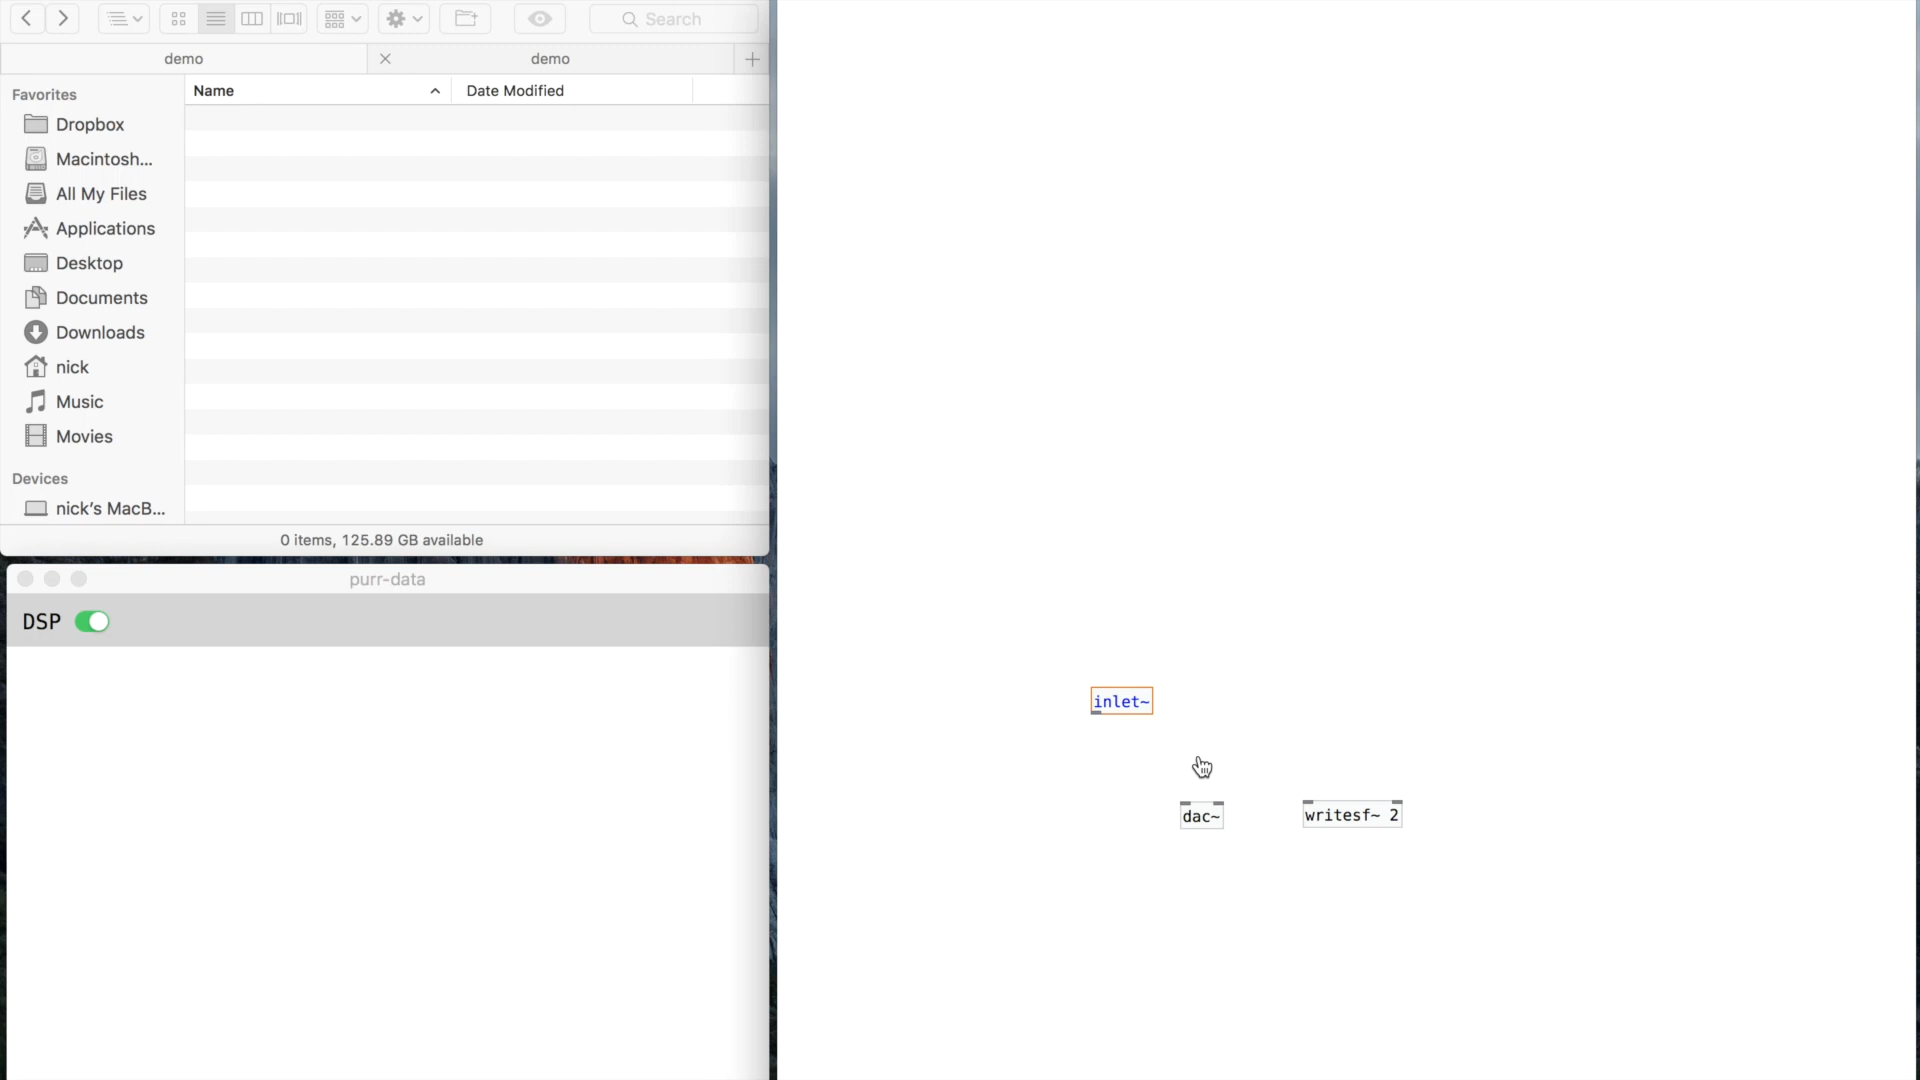 Search
demo
demo
Favorites
Name
Date Modified
Dropbox
Macintosh...
All My Files
Applications
Desktop
Documents
Downloads
nick
Music
Movies
Devices
nick's MacB...
0 items, 125.89 GB available
purr-data
DSP
inlet~
dac~
writesf~ 2